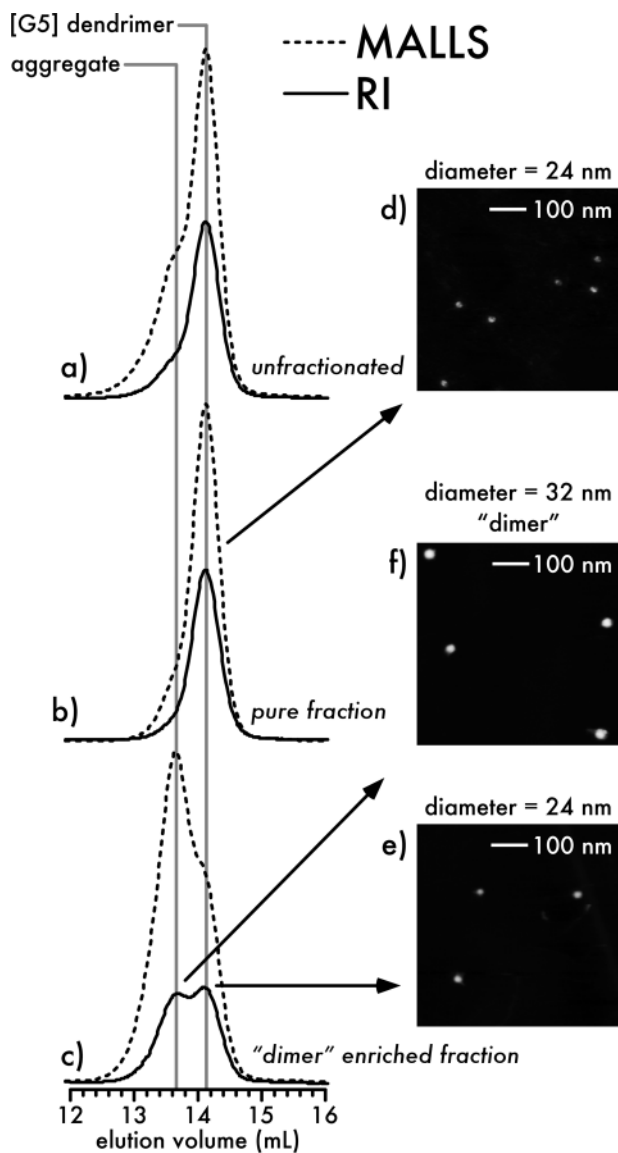 [G5] dendrimer
aggregate
MALLS
RI
a)
unfractionated
diameter = 24 nm
d)
100 nm
b)
pure fraction
diameter = 32 nm
"dimer"
f)
100 nm
diameter = 24 nm
e)
100 nm
c)
"dimer" enriched fraction
12 13 14 15 16
elution volume (mL)